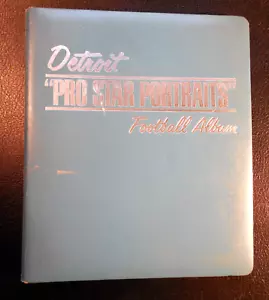 Detroit
"PRO STAR PORTRAITS"
Football Album